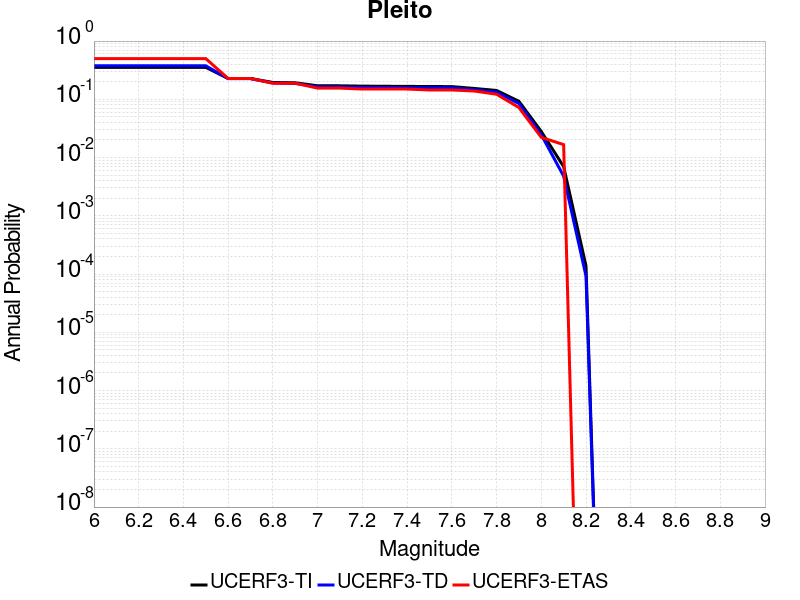 Pleito
10^0
10^-1
10^-2
10^-3
10^-4
10^-5
10^-6
10^-7
10^-8
Annual Probability
6 6.2 6.4 6.6 6.8 7 7.2 7.4 7.6 7.8 8 8.2 8.4 8.6 8.8 9
Magnitude
UCERF3-TI UCERF3-TD UCERF3-ETAS